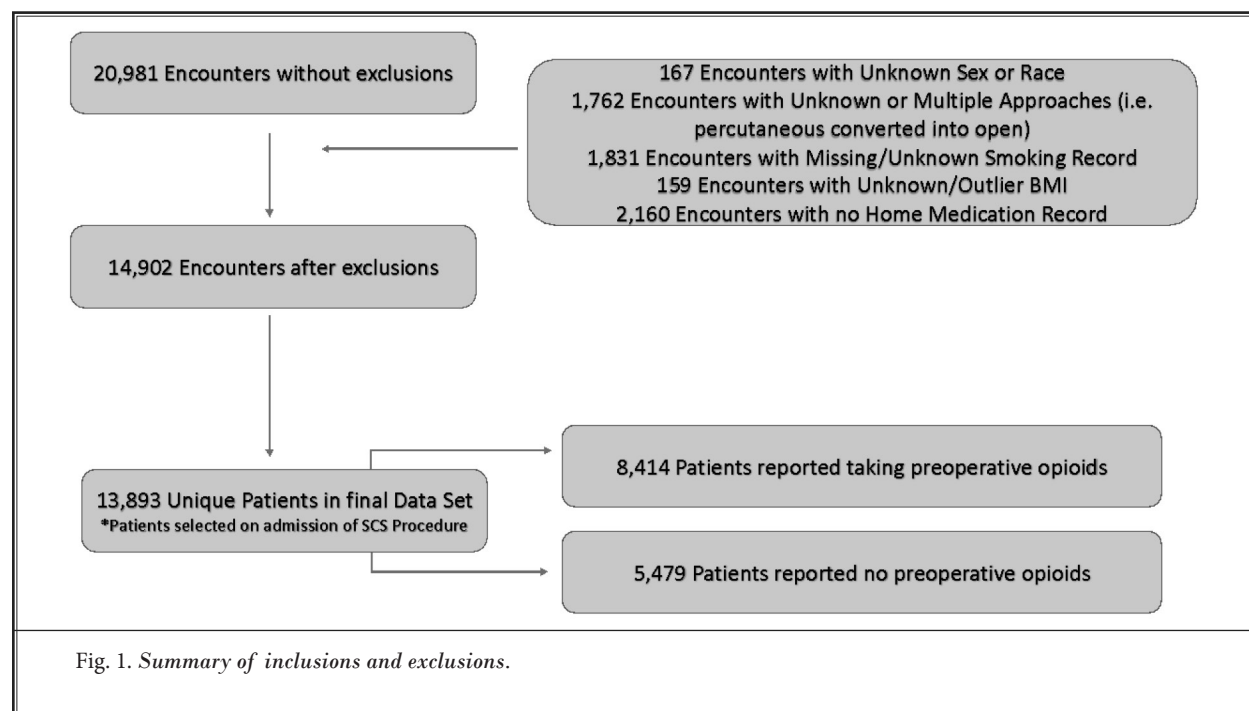 20,981 Encounters without exclusions
167 Encounters with Unknown Sex or Race
1,762 Encounters with Unknown or Multiple Approaches (i.e.
percutaneous converted into open)
1,831 Encounters with Missing/Unknown Smoking Record
159 Encounters with Unknown/Outlier BMI
2,160 Encounters with no Home Medication Record
14,902 Encounters after exclusions
8,414 Patients reported taking preoperative opioids
13,893 Unique Patients in final Data Set
*Patients selected on admission of SCS Procedure
5,479 Patients reported no preoperative opioids
Fig. 1. Summary of inclusions and exclusions.